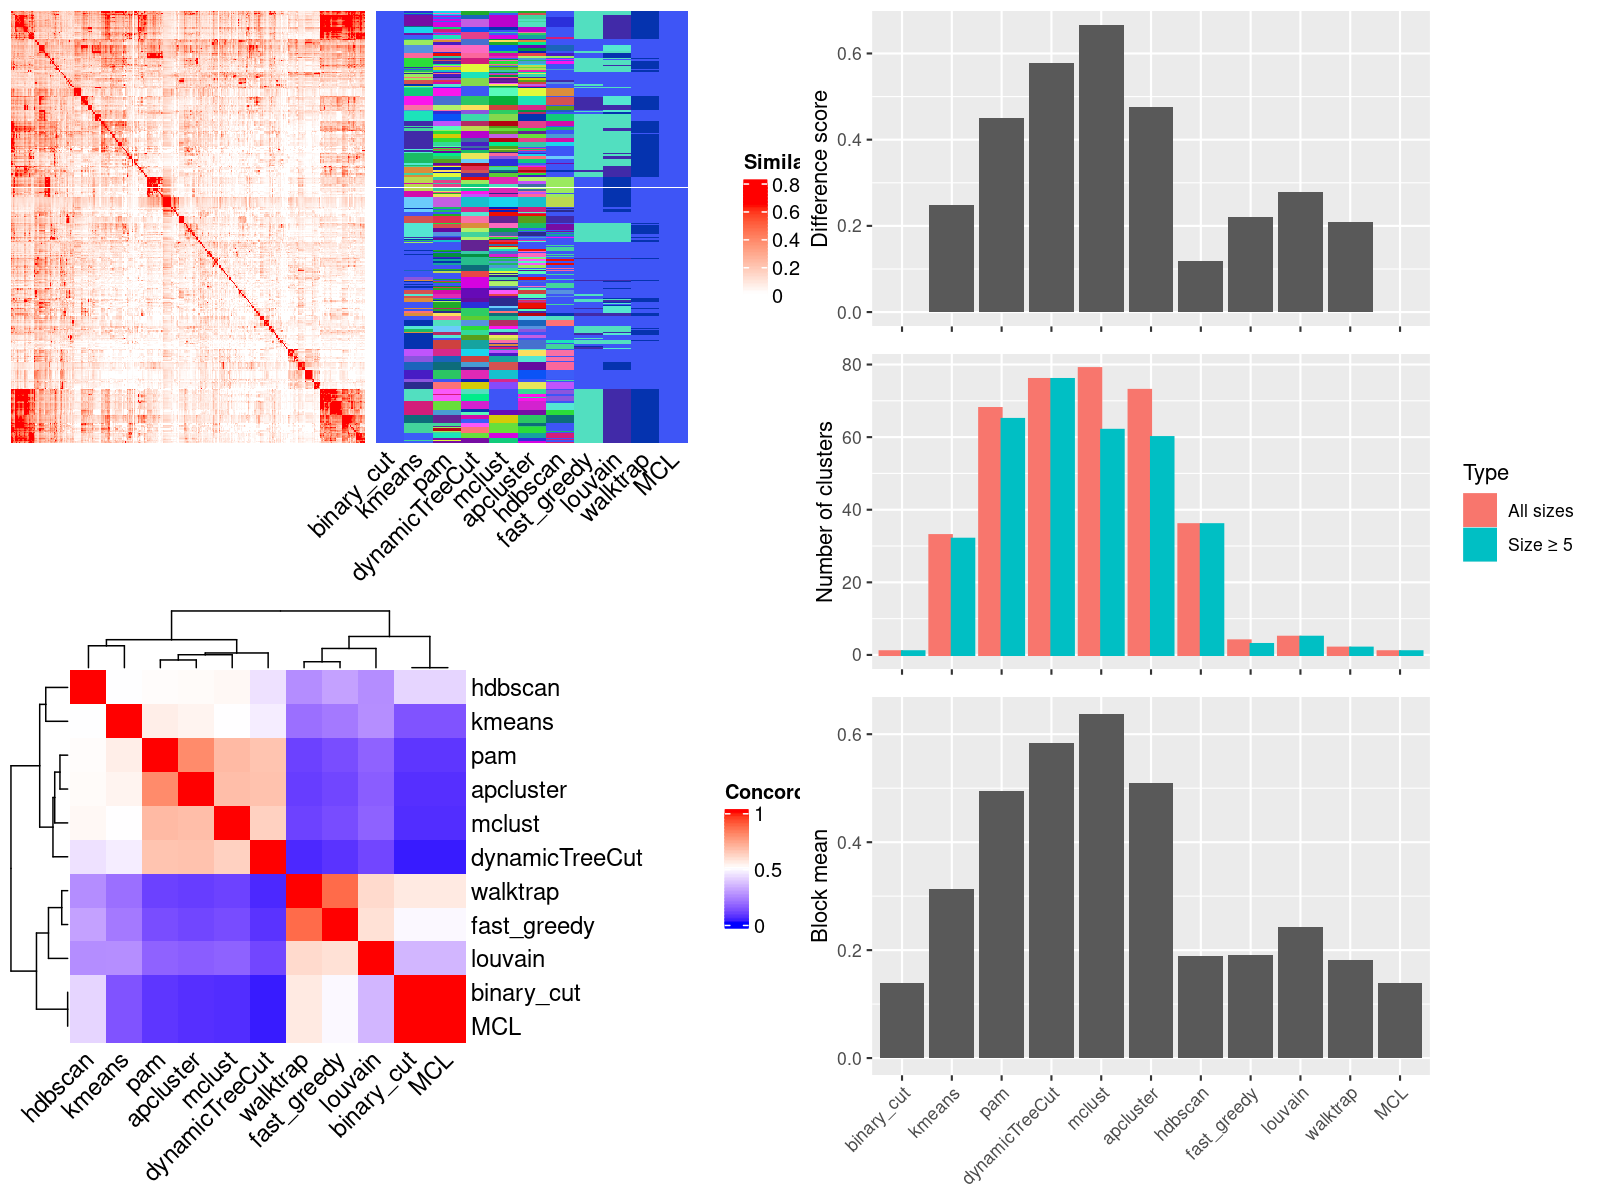 Simila
0.8
0.6
0.4
0.2
0
binary_cut
kmeans
pam
dynamicTreeCut
mclust
apcluster
hdbscan
fast_greedy
louvain
walktrap
MCL
hdbscan
kmeans
pam
apcluster
mclust
dynamicTreeCut
walktrap
fast_greedy
louvain
binary_cut
MCL
hdbscan
kmeans
pam
apcluster
mclust
dynamicTreeCut
walktrap
fast_greedy
louvain
binary_cut
MCL
Concord
1
0.5
0
Difference score
0.6
0.4
0.2
0.0
Number of clusters
80
60
40
20
0
Type
All sizes
Size ≥ 5
Block mean
0.6
0.4
0.2
0.0
binary_cut
kmeans
pam
dynamicTreeCut
mclust
apcluster
hdbscan
fast_greedy
louvain
walktrap
MCL